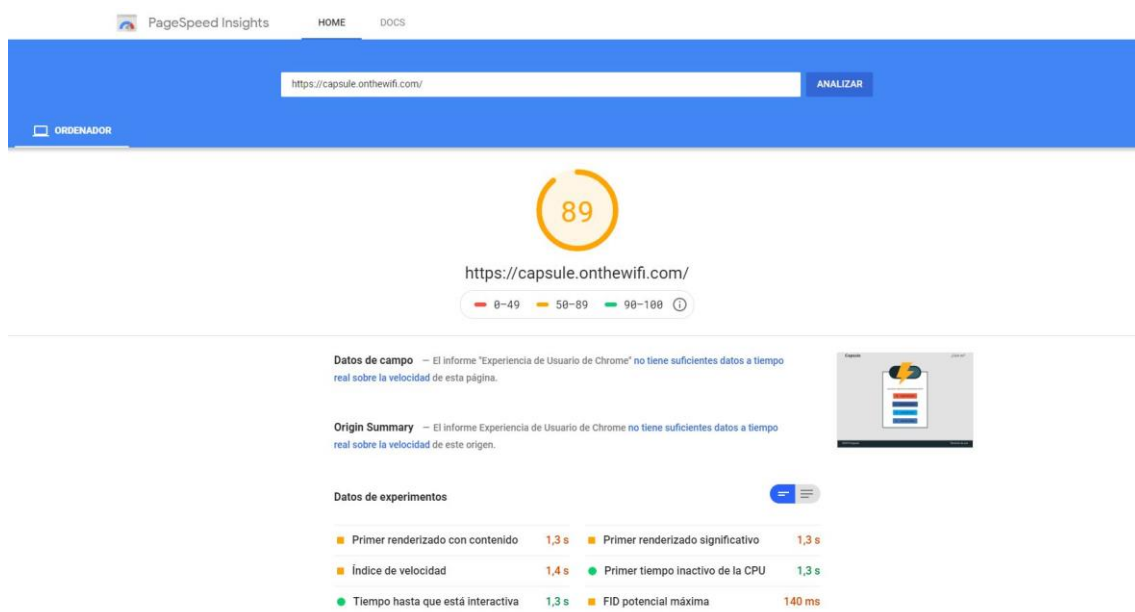 PageSpeed Insights HOME DOCS
https://capsule.onthewifi.com/ ANALIZAR
ORDENADOR
89
https://capsule.onthewifi.com/
0-49 50-89 90-100
Datos de campo — El informe "Experiencia de Usuario de Chrome" no tiene suficientes datos a tiempo
real sobre la velocidad de esta página.
Capsule
Origin Summary — El informe Experiencia de Usuario de Chrome no tiene suficientes datos a tiempo
real sobre la velocidad de este origen.
Datos de experimentos
Primer renderizado con contenido 1,3 s Primer renderizado significativo 1,3 s
Índice de velocidad 1,4 s Primer tiempo inactivo de la CPU 1,3 s
Tiempo hasta que está interactiva 1,3 s FID potencial máxima 140 ms